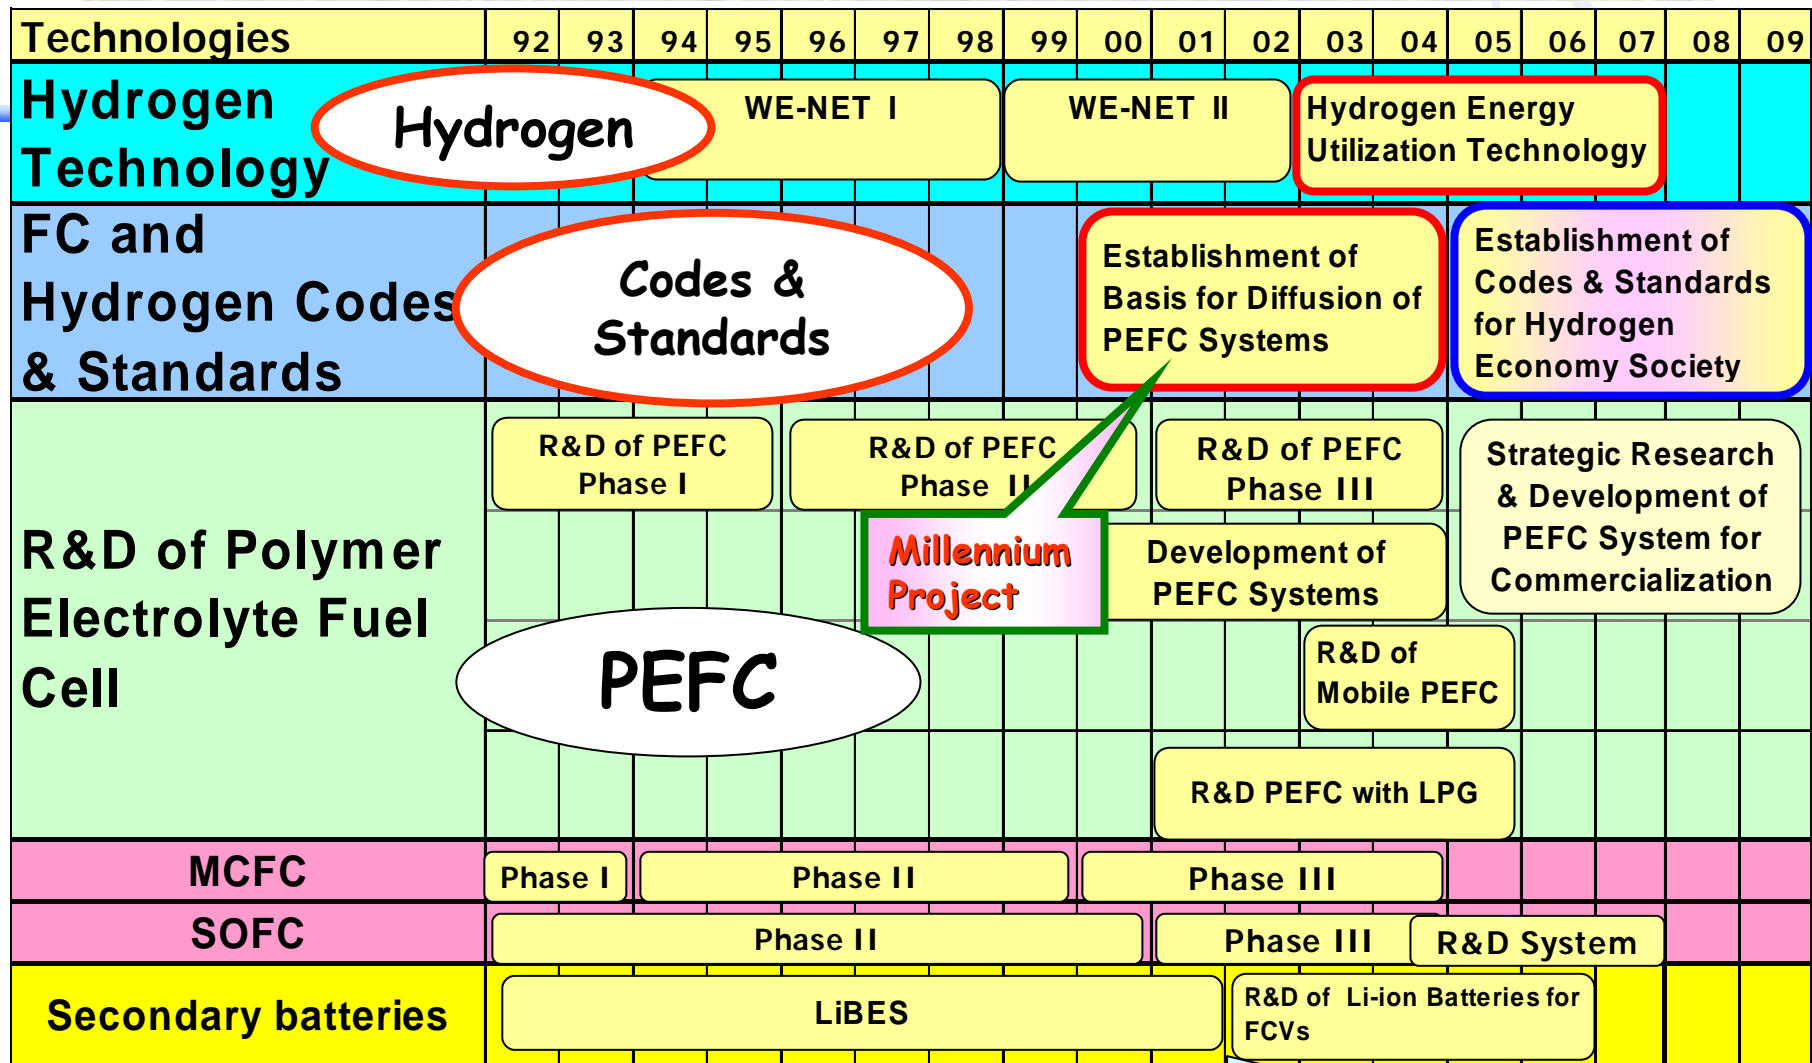 Technologies 92 93 94 95 96 97 98 99 00 01 02 03 04 05 06 07 08 09
Hydrogen
Technology
Hydrogen
WE-NET I
WE-NET II
Hydrogen Energy
Utilization Technology
FC and
Hydrogen Codes
& Standards
Codes &
Standards
Establishment of
Basis for Diffusion of
PEFC Systems
Establishment of
Codes & Standards
for Hydrogen
Economy Society
R&D of Polymer
Electrolyte Fuel
Cell
R&D of PEFC
Phase I
R&D of PEFC
Phase II
R&D of PEFC
Phase III
Strategic Research
& Development of
PEFC System for
Commercialization
Millennium
Project
Development of
PEFC Systems
PEFC
R&D of
Mobile PEFC
R&D PEFC with LPG
MCFC
Phase I
Phase II
Phase III
SOFC
Phase II
Phase III
R&D System
Secondary batteries
LiBES
R&D of Li-ion Batteries for
FCVs